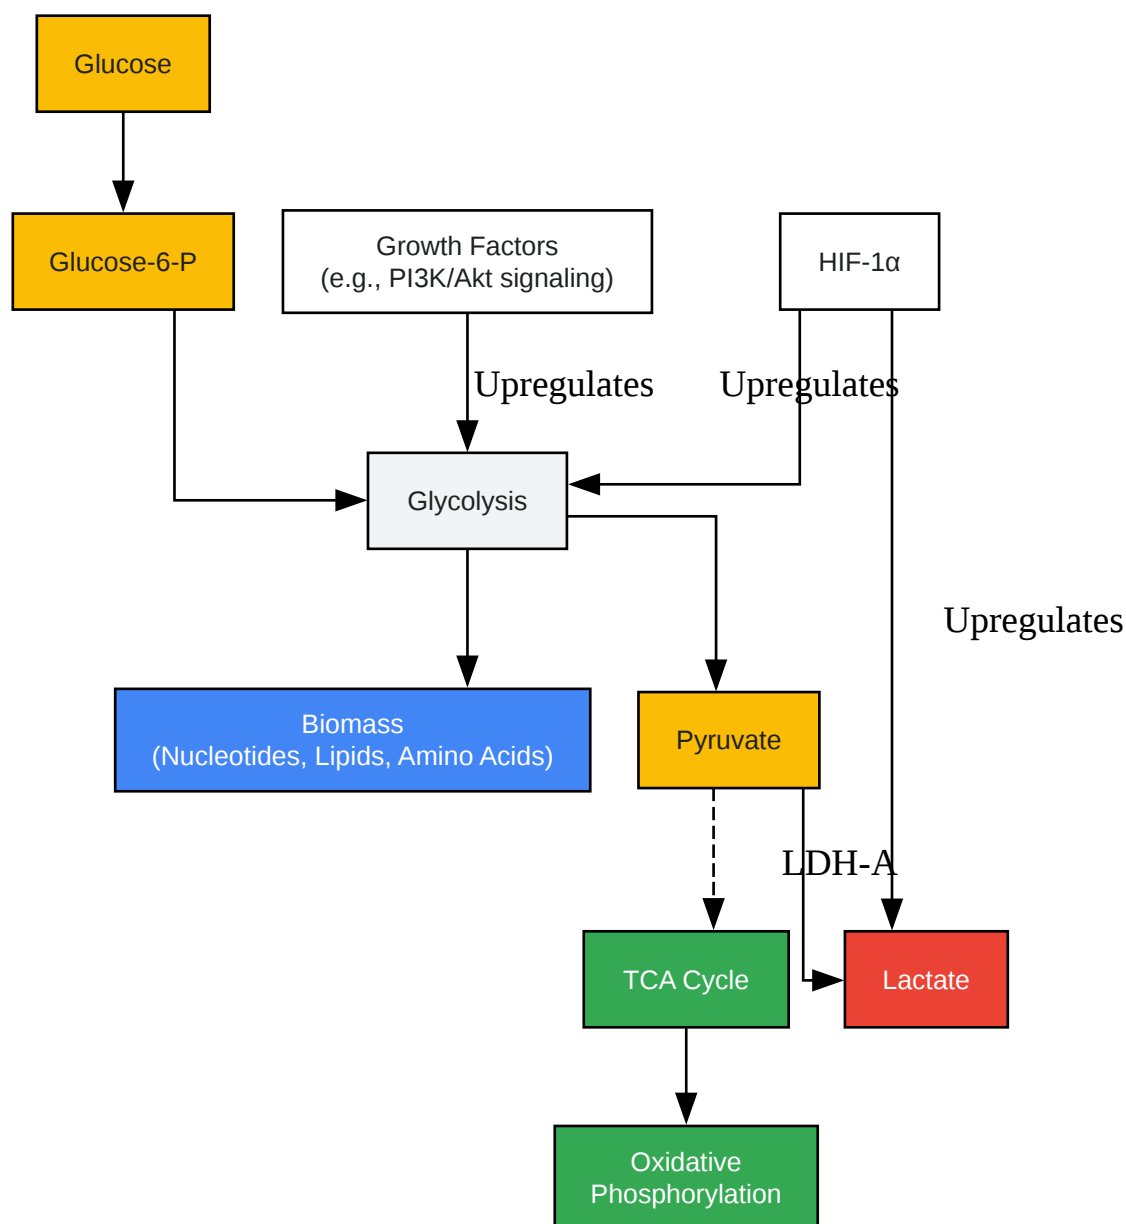 Glucose
Glucose-6-P
Growth Factors
(e.g., PI3K/Akt signaling)
HIF-1α
Upregulates
Upregulates
Glycolysis
Upregulates
Biomass
(Nucleotides, Lipids, Amino Acids)
Pyruvate
LDH-A
TCA Cycle
Lactate
Oxidative
Phosphorylation